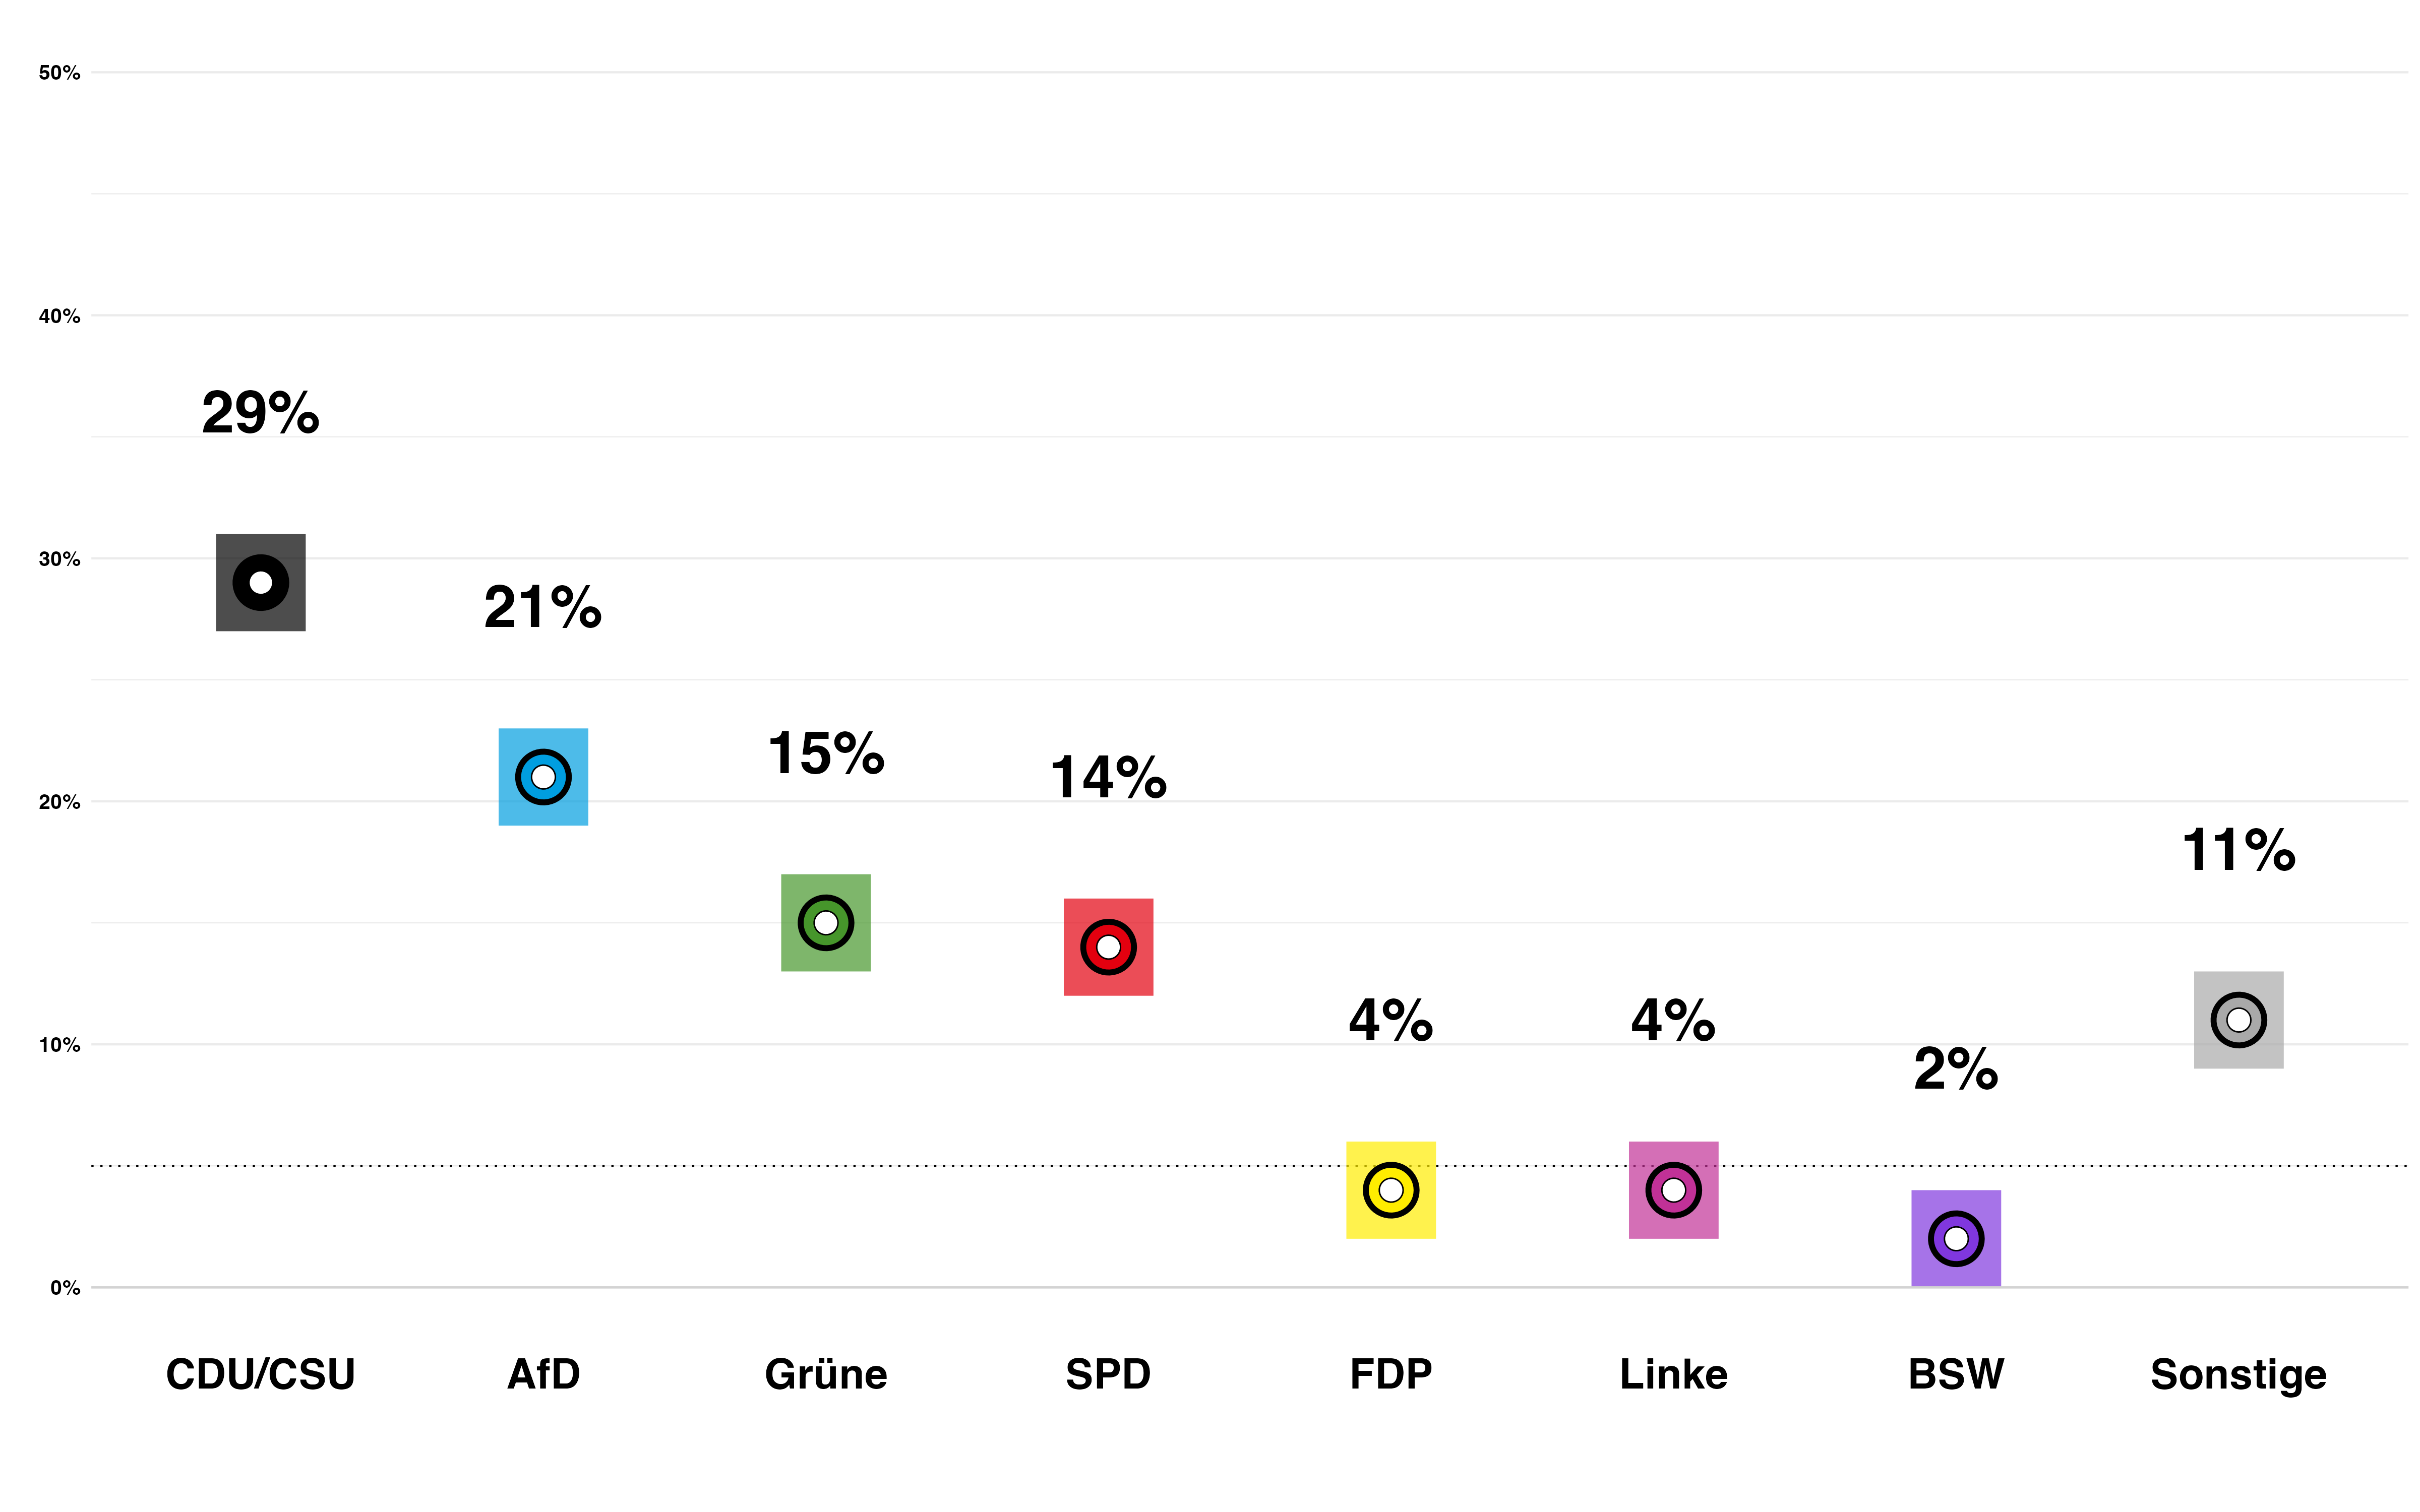 50%
40%
30%
20%
10%
0%
29%
21%
15%
14%
4%
4%
2%
11%
CDU/CSU
AfD
Grüne
SPD
FDP
Linke
BSW
Sonstige